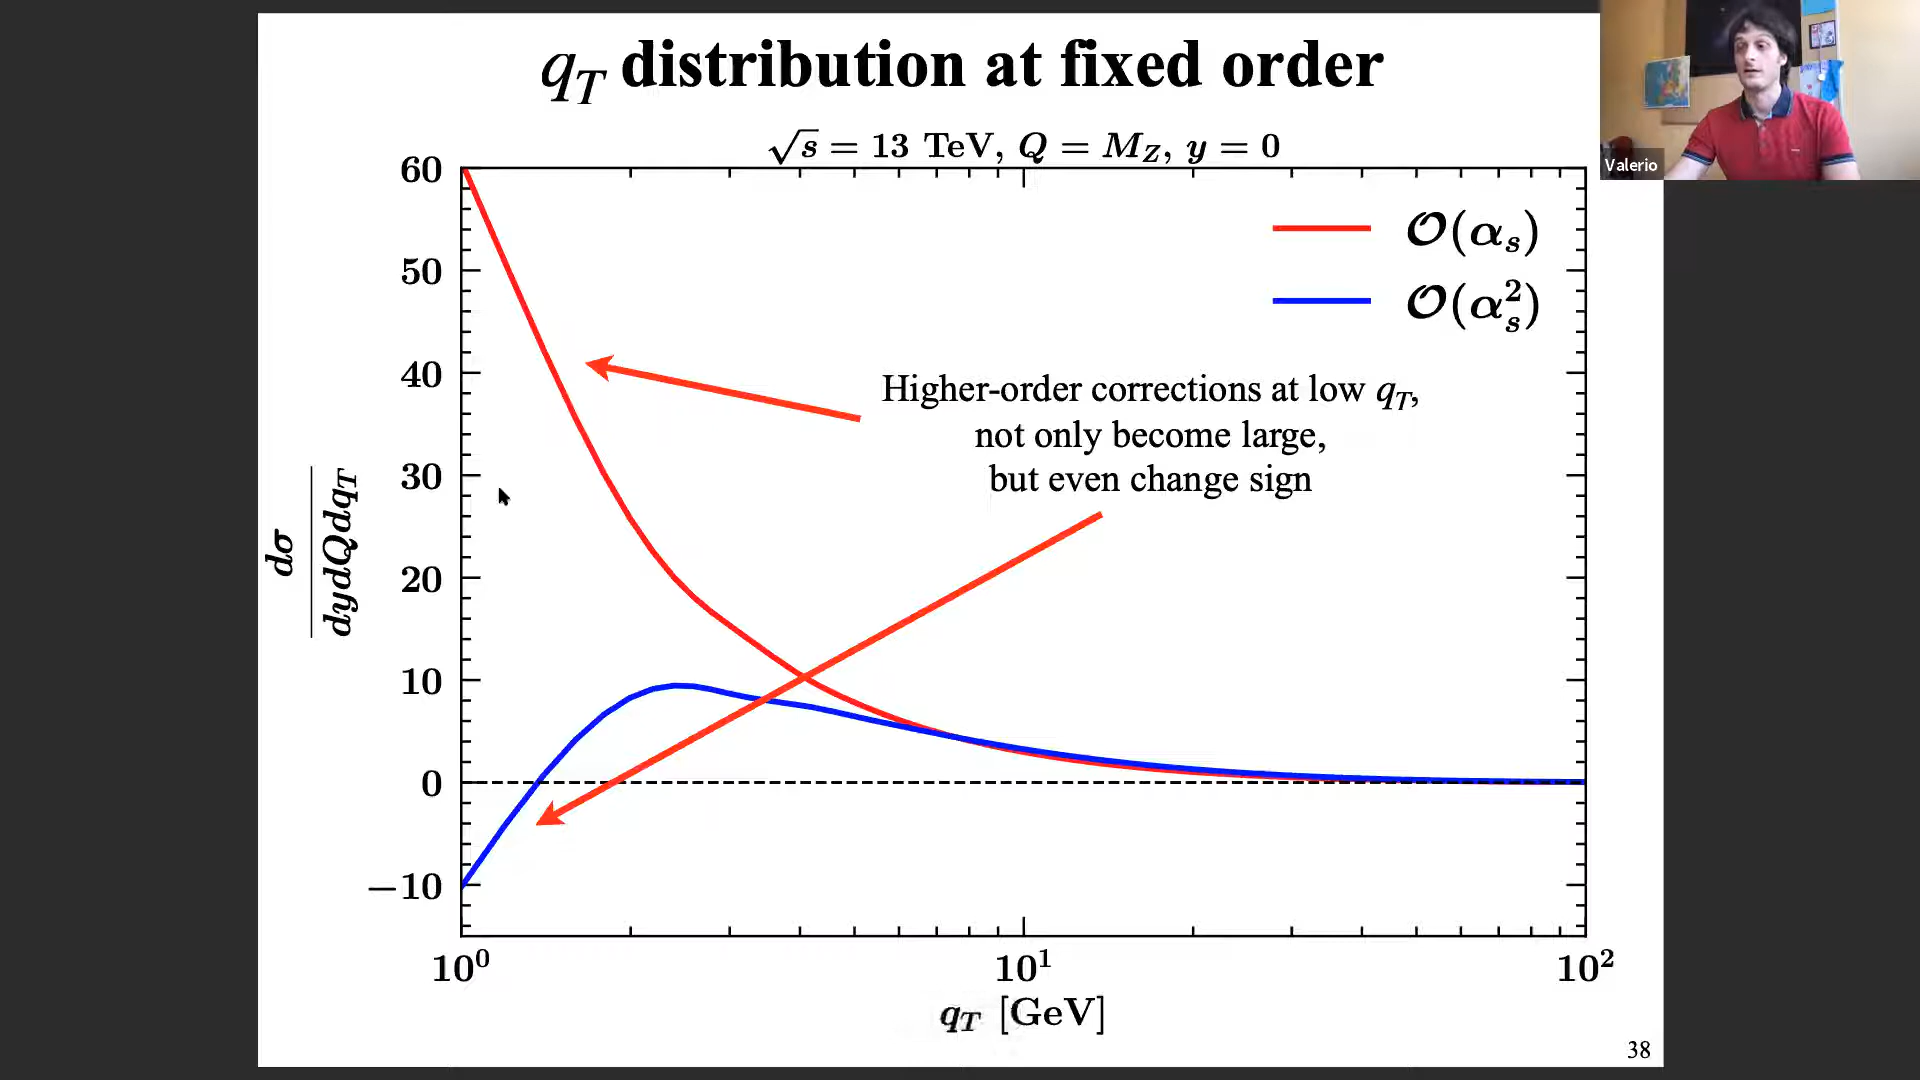 q_T distribution at fixed order
√s = 13 TeV, Q = M_Z, y = 0
Valerio
60
50
40
30
20
10
0
−10
dσ
dydQdq_T
O(α_s)
O(α_s^2)
Higher-order corrections at low q_T,
not only become large,
but even change sign
10^0
10^1
10^2
q_T [GeV]
38